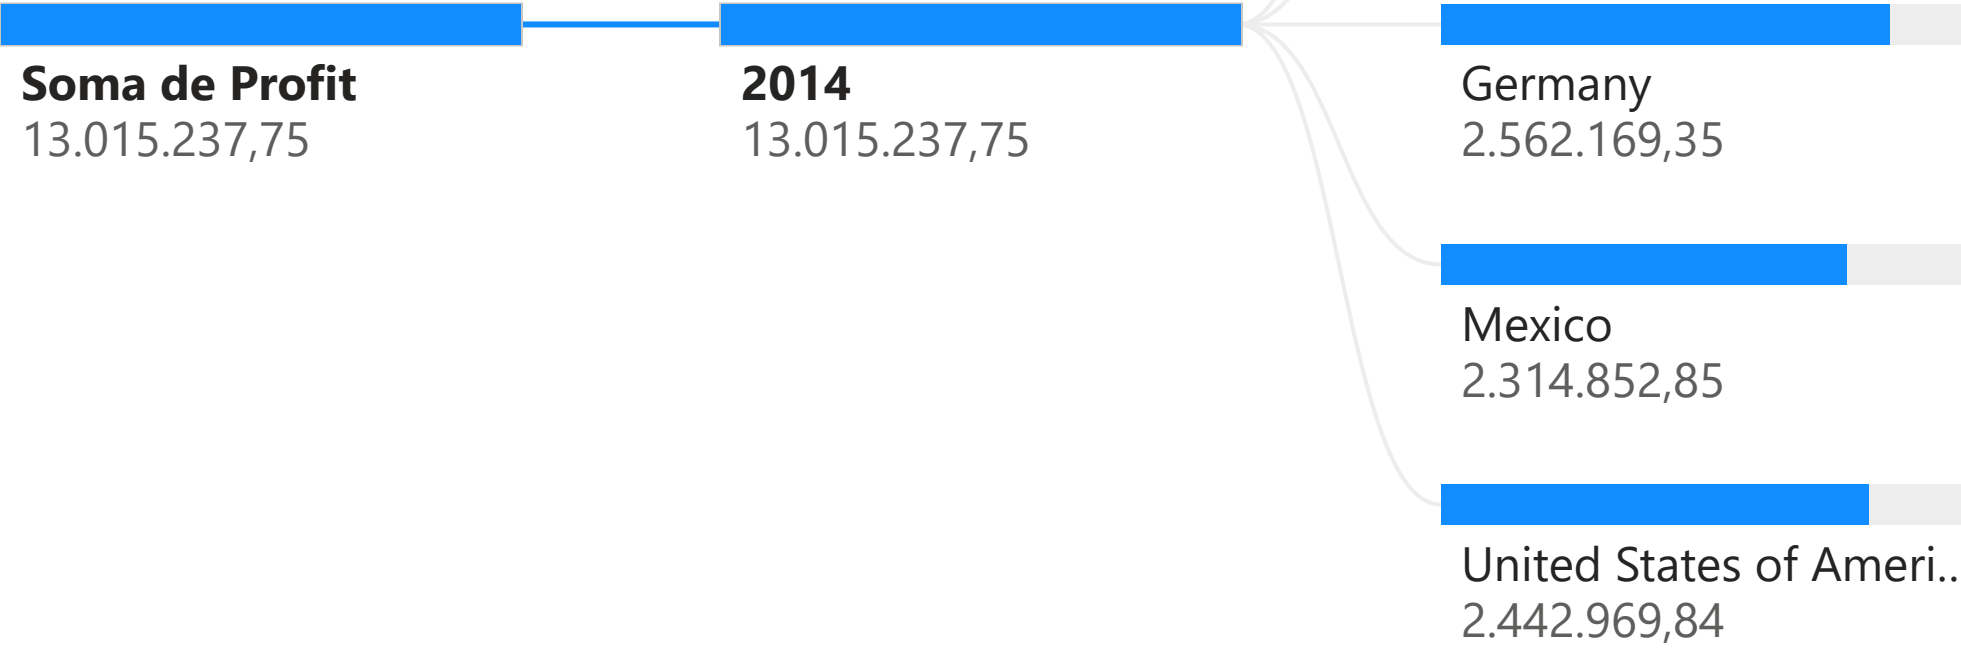 Soma de Profit
13.015.237,75
2014
13.015.237,75
Germany
2.562.169,35
Mexico
2.314.852,85
United States of Ameri..
2.442.969,84